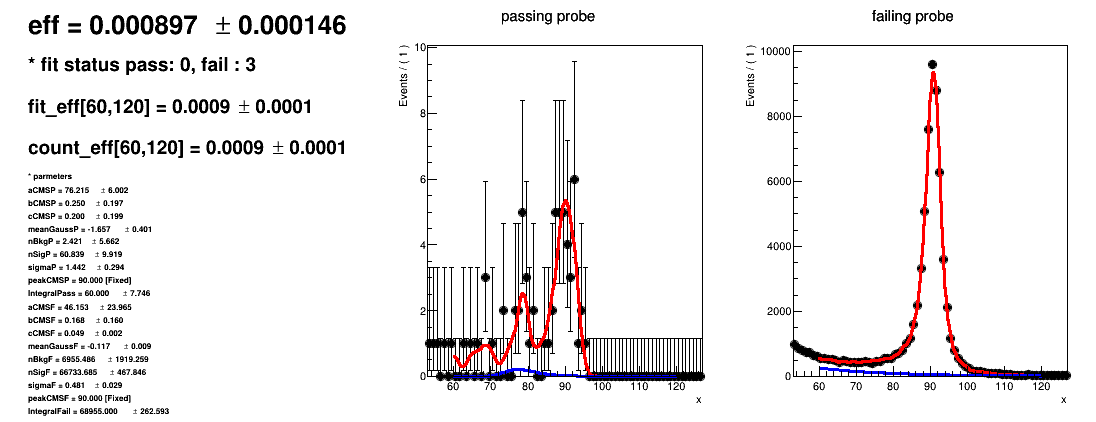 eff = 0.000897 ± 0.000146
* fit status pass: 0, fail : 3
fit_eff[60,120] = 0.0009 ± 0.0001
count_eff[60,120] = 0.0009 ± 0.0001
* parmeters
aCMSP = 76.215 ± 6.002
bCMSP = 0.250 ± 0.197
cCMSP = 0.200 ± 0.199
meanGaussP = -1.657 ± 0.401
nBkgP = 2.421 ± 5.662
nSigP = 60.839 ± 9.919
sigmaP = 1.442 ± 0.294
peakCMSP = 90.000 [Fixed]
IntegralPass = 60.000 ± 7.746
aCMSF = 46.153 ± 23.965
bCMSF = 0.168 ± 0.160
cCMSF = 0.049 ± 0.002
meanGaussF = -0.117 ± 0.009
nBkgF = 6955.486 ± 1919.259
nSigF = 66733.685 ± 467.846
sigmaF = 0.481 ± 0.029
peakCMSF = 90.000 [Fixed]
IntegralFail = 68955.000 ± 262.593
passing probe
Events / ( 1 )
10
8
6
4
2
0
60 70 80 90 100 110 120
x
failing probe
Events / ( 1 )
10000
8000
6000
4000
2000
0
60 70 80 90 100 110 120
x